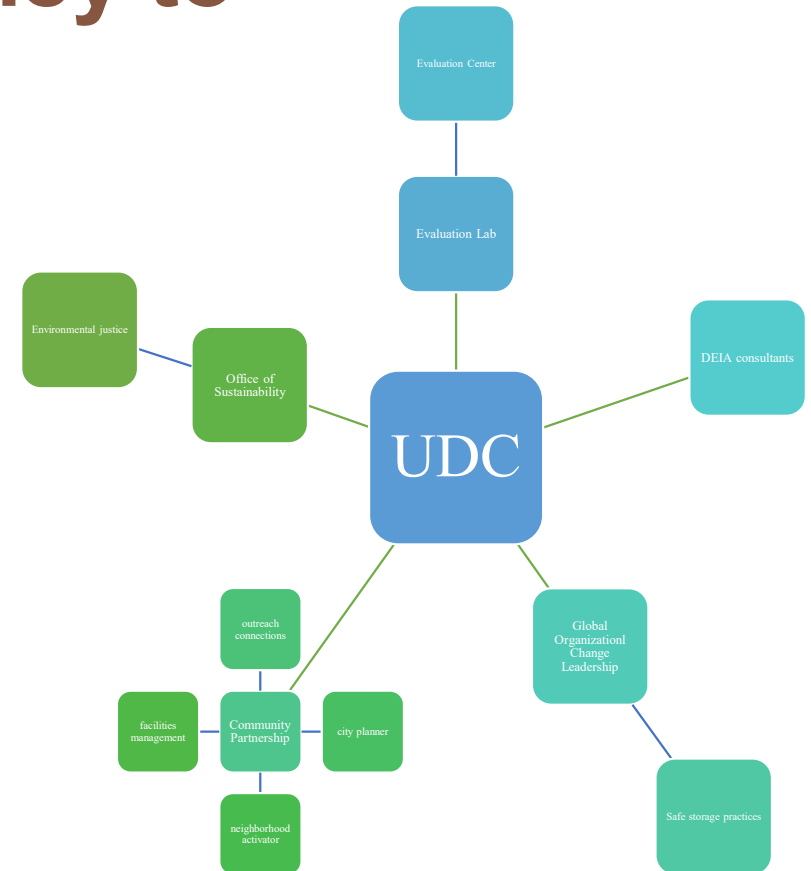 Evaluation Center
Evaluation Lab
Environmental justice
Office of
Sustainability
DEIA consultants
UDC
outreach
connections
Global
Organizationl
Change
Leadership
facilities
management
Community
Partnership
city planner
neighborhood
activator
Safe storage practices